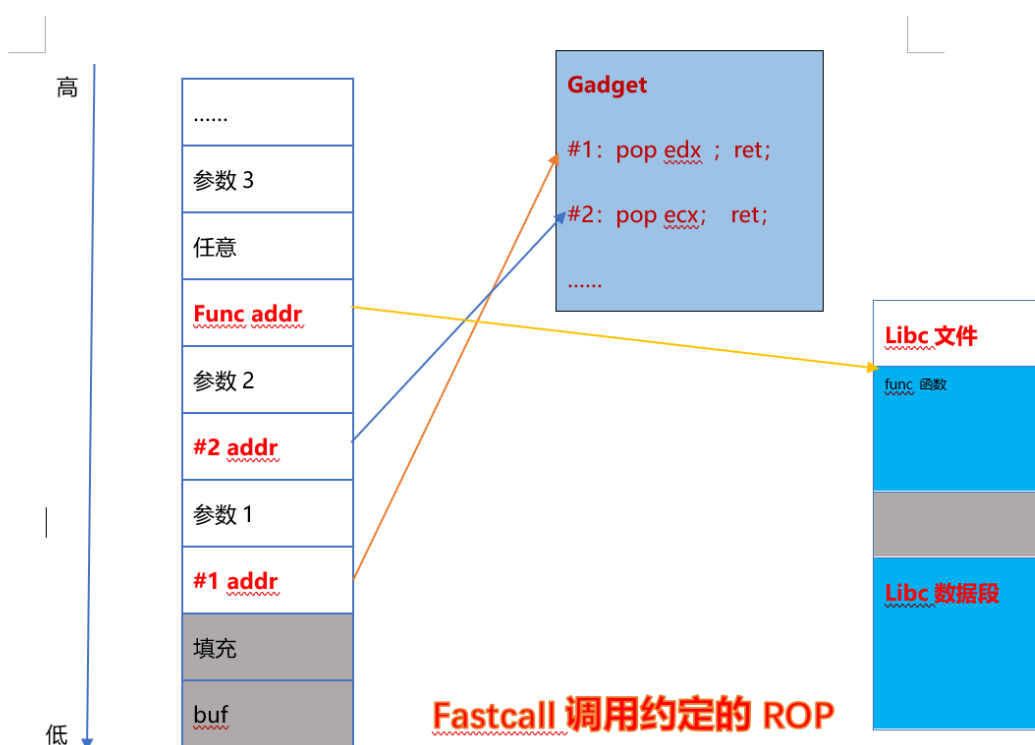 高
......
参数 3
任意
Func addr
参数 2
#2 addr
参数 1
#1 addr
填充
buf
低
Gadget
#1：pop edx ；ret；
#2：pop ecx； ret；
......
Libc 文件
func 函数
Libc 数据段
Fastcall 调用约定的 ROP